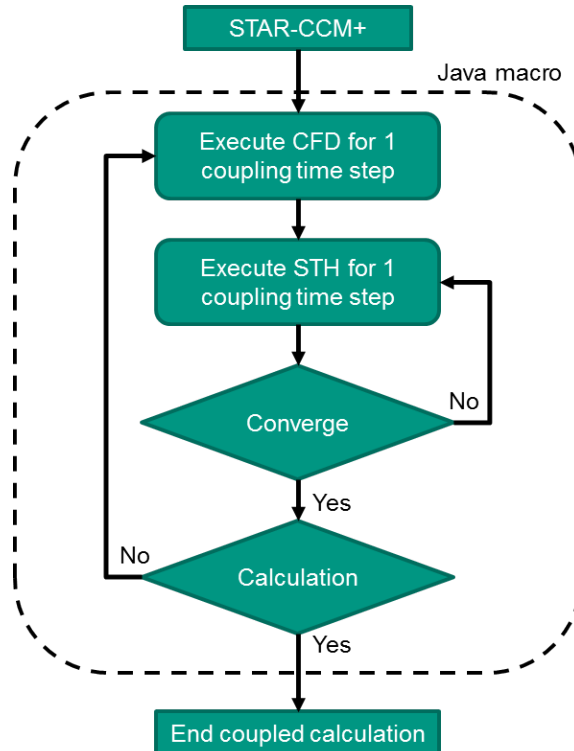 STAR-CCM+
Java macro
Execute CFD for 1
coupling time step
Execute STH for 1
coupling time step
No
Converge
Yes
No
Calculation
Yes
End coupled calculation